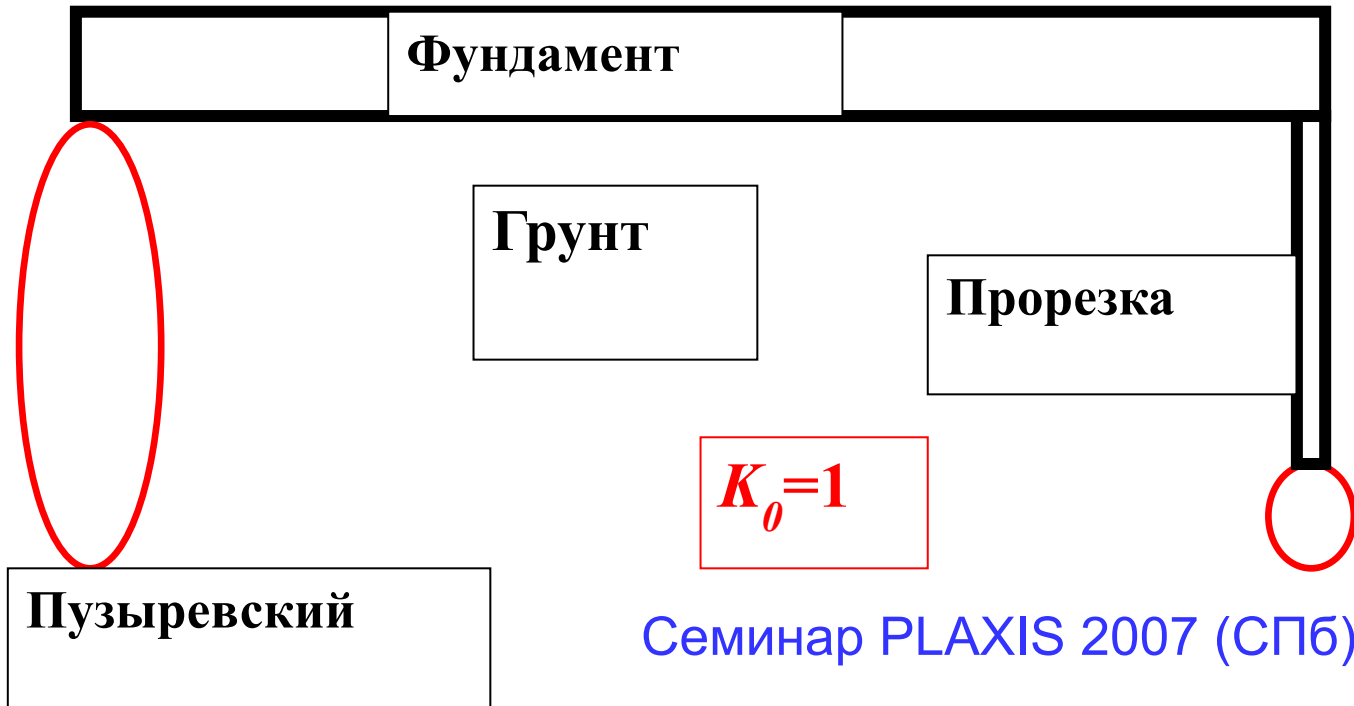 Фундамент
Грунт
Прорезка
K₀=1
Пузыревский
Семинар PLAXIS 2007 (СПб)